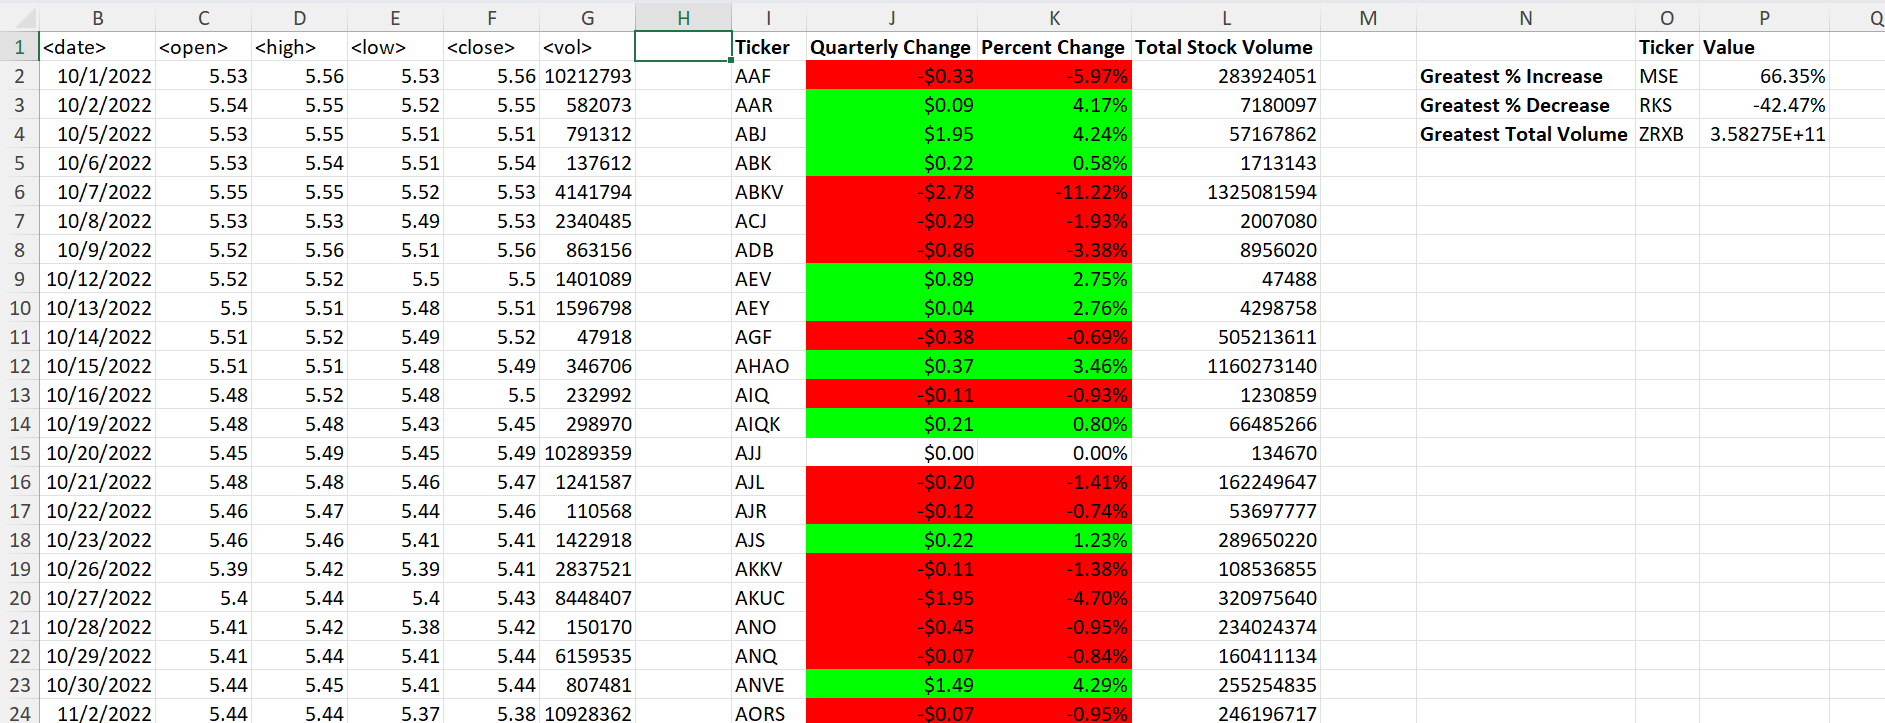 B C D E F G H I J K L M N O P Q
1 <date> <open> <high> <low> <close> <vol> Ticker Quarterly Change Percent Change Total Stock Volume Ticker Value
2 10/1/2022 5.53 5.56 5.53 5.56 10212793 AAF -$0.33 -5.97% 283924051 Greatest % Increase MSE 66.35%
3 10/2/2022 5.54 5.55 5.52 5.55 582073 AAR $0.09 4.17% 7180097 Greatest % Decrease RKS -42.47%
4 10/5/2022 5.53 5.55 5.51 5.51 791312 ABJ $1.95 4.24% 57167862 Greatest Total Volume ZRXB 3.58275E+11
5 10/6/2022 5.53 5.54 5.51 5.54 137612 ABK $0.22 0.58% 1713143
6 10/7/2022 5.55 5.55 5.52 5.53 4141794 ABKV -$2.78 -11.22% 1325081594
7 10/8/2022 5.53 5.53 5.49 5.53 2340485 ACJ -$0.29 -1.93% 2007080
8 10/9/2022 5.52 5.56 5.51 5.56 863156 ADB -$0.86 -3.38% 8956020
9 10/12/2022 5.52 5.52 5.5 5.5 1401089 AEV $0.89 2.75% 47488
10 10/13/2022 5.5 5.51 5.48 5.51 1596798 AEY $0.04 2.76% 4298758
11 10/14/2022 5.51 5.52 5.49 5.52 47918 AGF -$0.38 -0.69% 505213611
12 10/15/2022 5.51 5.51 5.48 5.49 346706 AHAO $0.37 3.46% 1160273140
13 10/16/2022 5.48 5.52 5.48 5.5 232992 AIQ -$0.11 -0.93% 1230859
14 10/19/2022 5.48 5.48 5.43 5.45 298970 AIQK $0.21 0.80% 66485266
15 10/20/2022 5.45 5.49 5.45 5.49 10289359 AJJ $0.00 0.00% 134670
16 10/21/2022 5.48 5.48 5.46 5.47 1241587 AJL -$0.20 -1.41% 162249647
17 10/22/2022 5.46 5.47 5.44 5.46 110568 AJR -$0.12 -0.74% 53697777
18 10/23/2022 5.46 5.46 5.41 5.41 1422918 AJS $0.22 1.23% 289650220
19 10/26/2022 5.39 5.42 5.39 5.41 2837521 AKKV -$0.11 -1.38% 108536855
20 10/27/2022 5.4 5.44 5.4 5.43 8448407 AKUC -$1.95 -4.70% 320975640
21 10/28/2022 5.41 5.42 5.38 5.42 150170 ANO -$0.45 -0.95% 234024374
22 10/29/2022 5.41 5.44 5.41 5.44 6159535 ANQ -$0.07 -0.84% 160411134
23 10/30/2022 5.44 5.45 5.41 5.44 807481 ANVE $1.49 4.29% 255254835
24 11/2/2022 5.44 5.44 5.37 5.38 10928362 AORS -$0.07 -0.95% 246196717